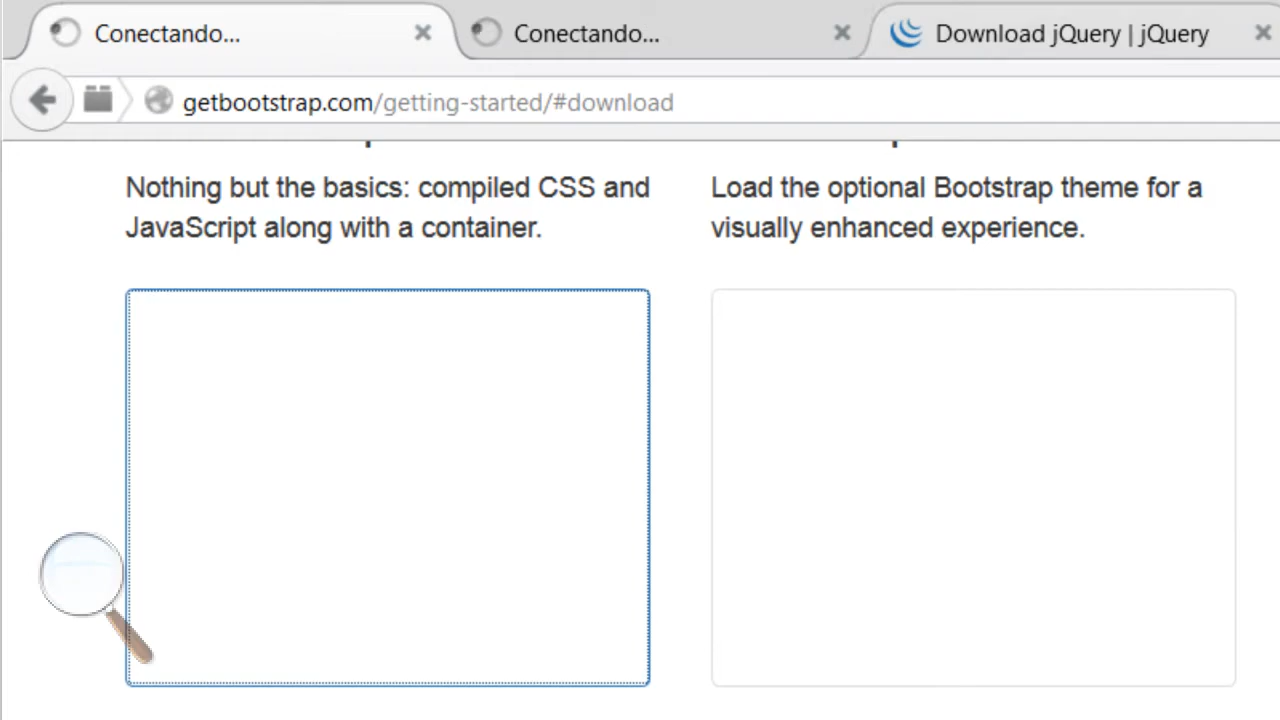 Conectando...
Conectando...
Download jQuery | jQuery
getbootstrap.com/getting-started/#download
Nothing but the basics: compiled CSS and
JavaScript along with a container.
Load the optional Bootstrap theme for a
visually enhanced experience.